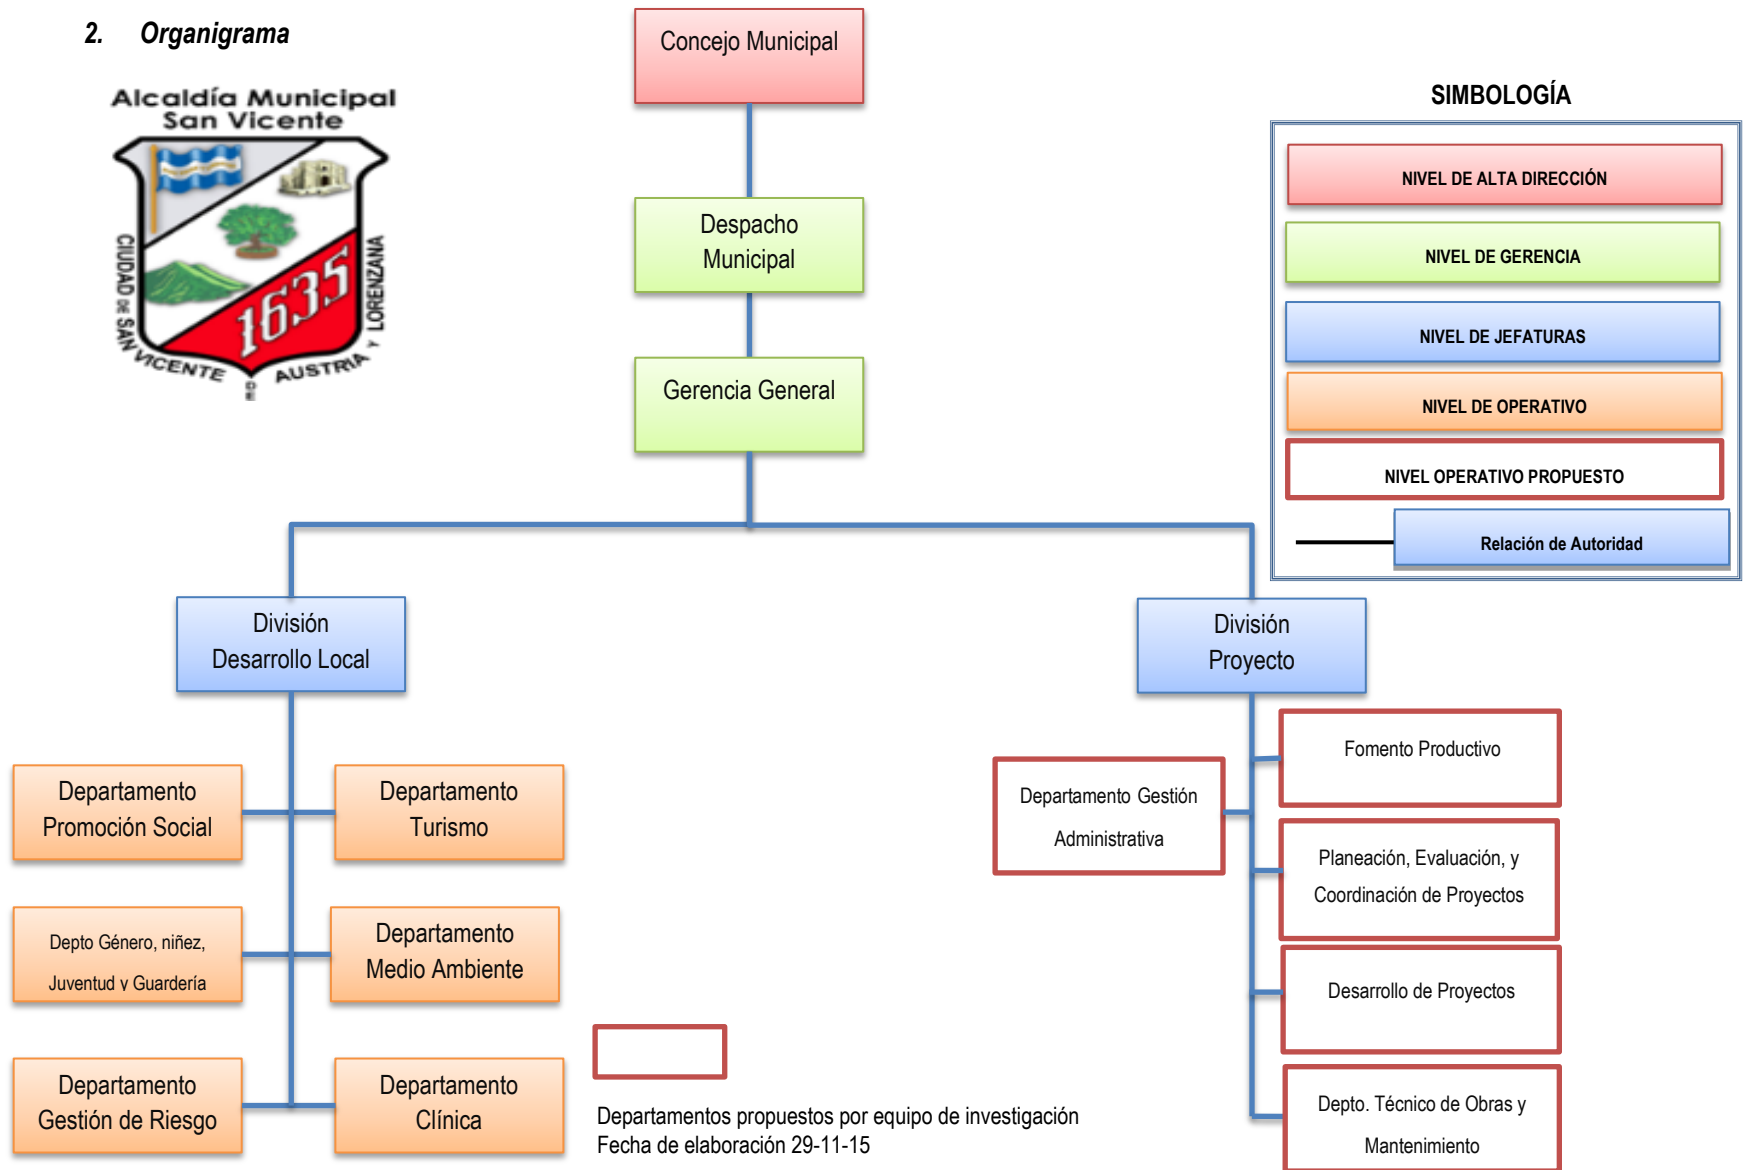 2. Organigrama
Alcaldía Municipal
San Vicente
CIUDAD DE SAN VICENTE DE AUSTRIA Y LORENZANA
1635
Concejo Municipal
Despacho
Municipal
Gerencia General
SIMBOLOGÍA
NIVEL DE ALTA DIRECCIÓN
NIVEL DE GERENCIA
NIVEL DE JEFATURAS
NIVEL DE OPERATIVO
NIVEL OPERATIVO PROPUESTO
Relación de Autoridad
División
Desarrollo Local
División
Proyecto
Departamento
Promoción Social
Departamento
Turismo
Depto Género, niñez,
Juventud y Guardería
Departamento
Medio Ambiente
Departamento
Gestión de Riesgo
Departamento
Clínica
Departamento Gestión
Administrativa
Fomento Productivo
Planeación, Evaluación, y
Coordinación de Proyectos
Desarrollo de Proyectos
Depto. Técnico de Obras y
Mantenimiento
Departamentos propuestos por equipo de investigación
Fecha de elaboración 29-11-15